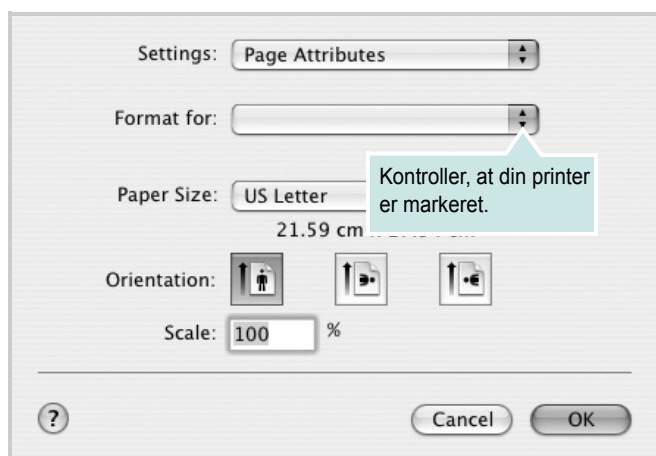 Settings: Page Attributes
Format for:
Kontroller, at din printer
er markeret.
Paper Size: US Letter
21.59 cm
Orientation:
Scale: 100 %
?
Cancel OK